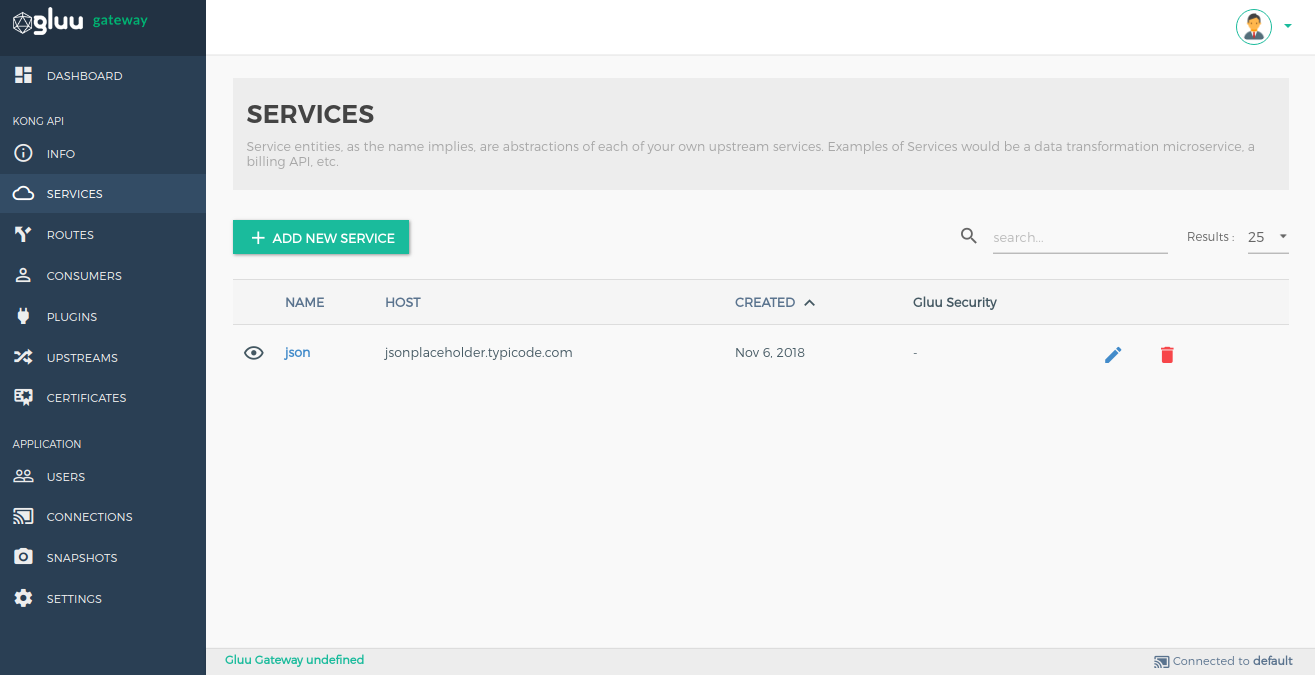 gluu gateway
DASHBOARD
KONG API
INFO
SERVICES
ROUTES
CONSUMERS
PLUGINS
UPSTREAMS
CERTIFICATES
APPLICATION
USERS
CONNECTIONS
SNAPSHOTS
SETTINGS
SERVICES
Service entities, as the name implies, are abstractions of each of your own upstream services. Examples of Services would be a data transformation microservice, a
billing API, etc.
ADD NEW SERVICE
search...
Results :
25
NAME HOST CREATED Gluu Security
json jsonplaceholder.typicode.com Nov 6, 2018 -
Gluu Gateway undefined
Connected to default